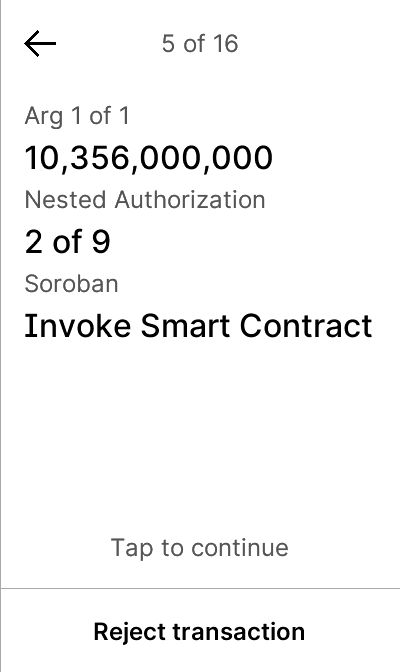 5 of 16
Arg 1 of 1
10,356,000,000
Nested Authorization
2 of 9
Soroban
Invoke Smart Contract
Tap to continue
Reject transaction